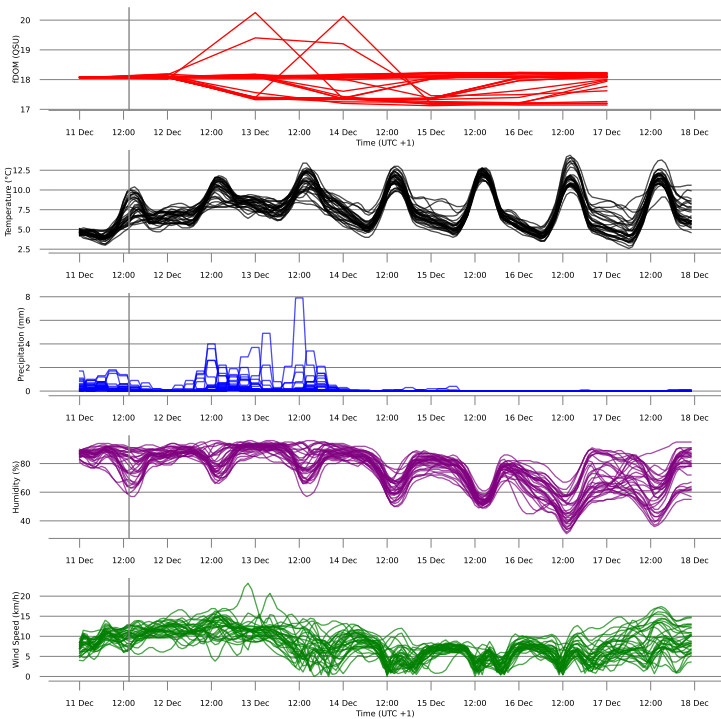 fDOM (QSU)
20
19
18
17
11 Dec 12:00 12 Dec 12:00 13 Dec 12:00 14 Dec 12:00 15 Dec 12:00 16 Dec 12:00 17 Dec 12:00 18 Dec
Time (UTC +1)
Temperature (°C)
12.5
10.0
7.5
5.0
2.5
11 Dec 12:00 12 Dec 12:00 13 Dec 12:00 14 Dec 12:00 15 Dec 12:00 16 Dec 12:00 17 Dec 12:00 18 Dec
Precipitation (mm)
8
6
4
2
0
11 Dec 12:00 12 Dec 12:00 13 Dec 12:00 14 Dec 12:00 15 Dec 12:00 16 Dec 12:00 17 Dec 12:00 18 Dec
Humidity (%)
80
60
40
11 Dec 12:00 12 Dec 12:00 13 Dec 12:00 14 Dec 12:00 15 Dec 12:00 16 Dec 12:00 17 Dec 12:00 18 Dec
Wind Speed (km/h)
20
15
10
5
0
11 Dec 12:00 12 Dec 12:00 13 Dec 12:00 14 Dec 12:00 15 Dec 12:00 16 Dec 12:00 17 Dec 12:00 18 Dec
Time (UTC +1)